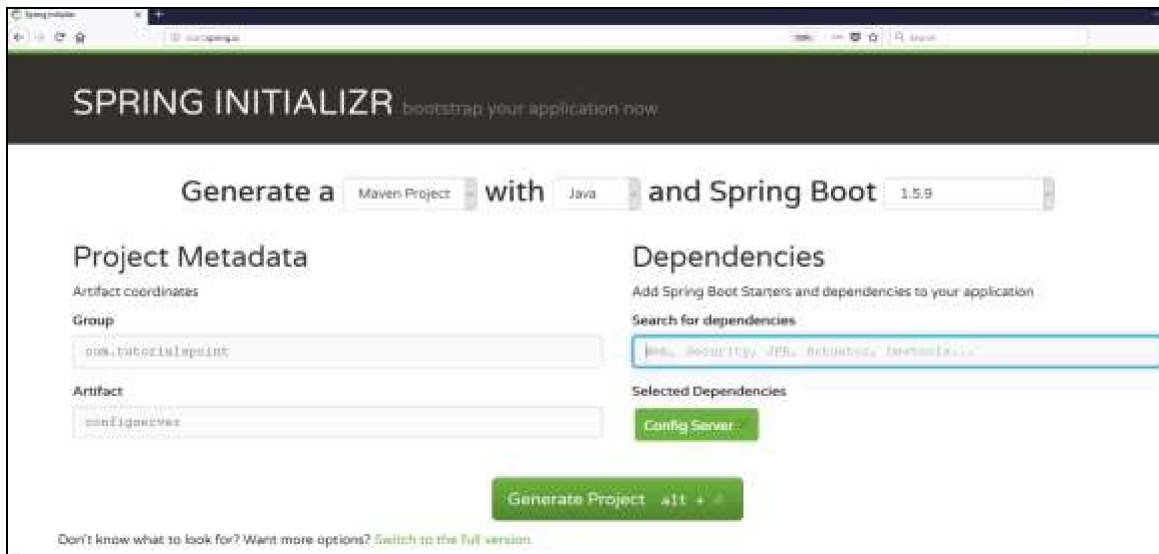 Spring Initializr
SPRING INITIALIZR bootstrap your application now
Generate a Maven Project with Java and Spring Boot 1.5.9
Project Metadata
Artifact coordinates
Group
com.tutorialspoint
Artifact
configserver
Dependencies
Add Spring Boot Starters and dependencies to your application
Search for dependencies
Web, Security, JPA, Actuator, Devtools...
Selected Dependencies
Config Server
Generate Project alt +
Don't know what to look for? Want more options? Switch to the full version.